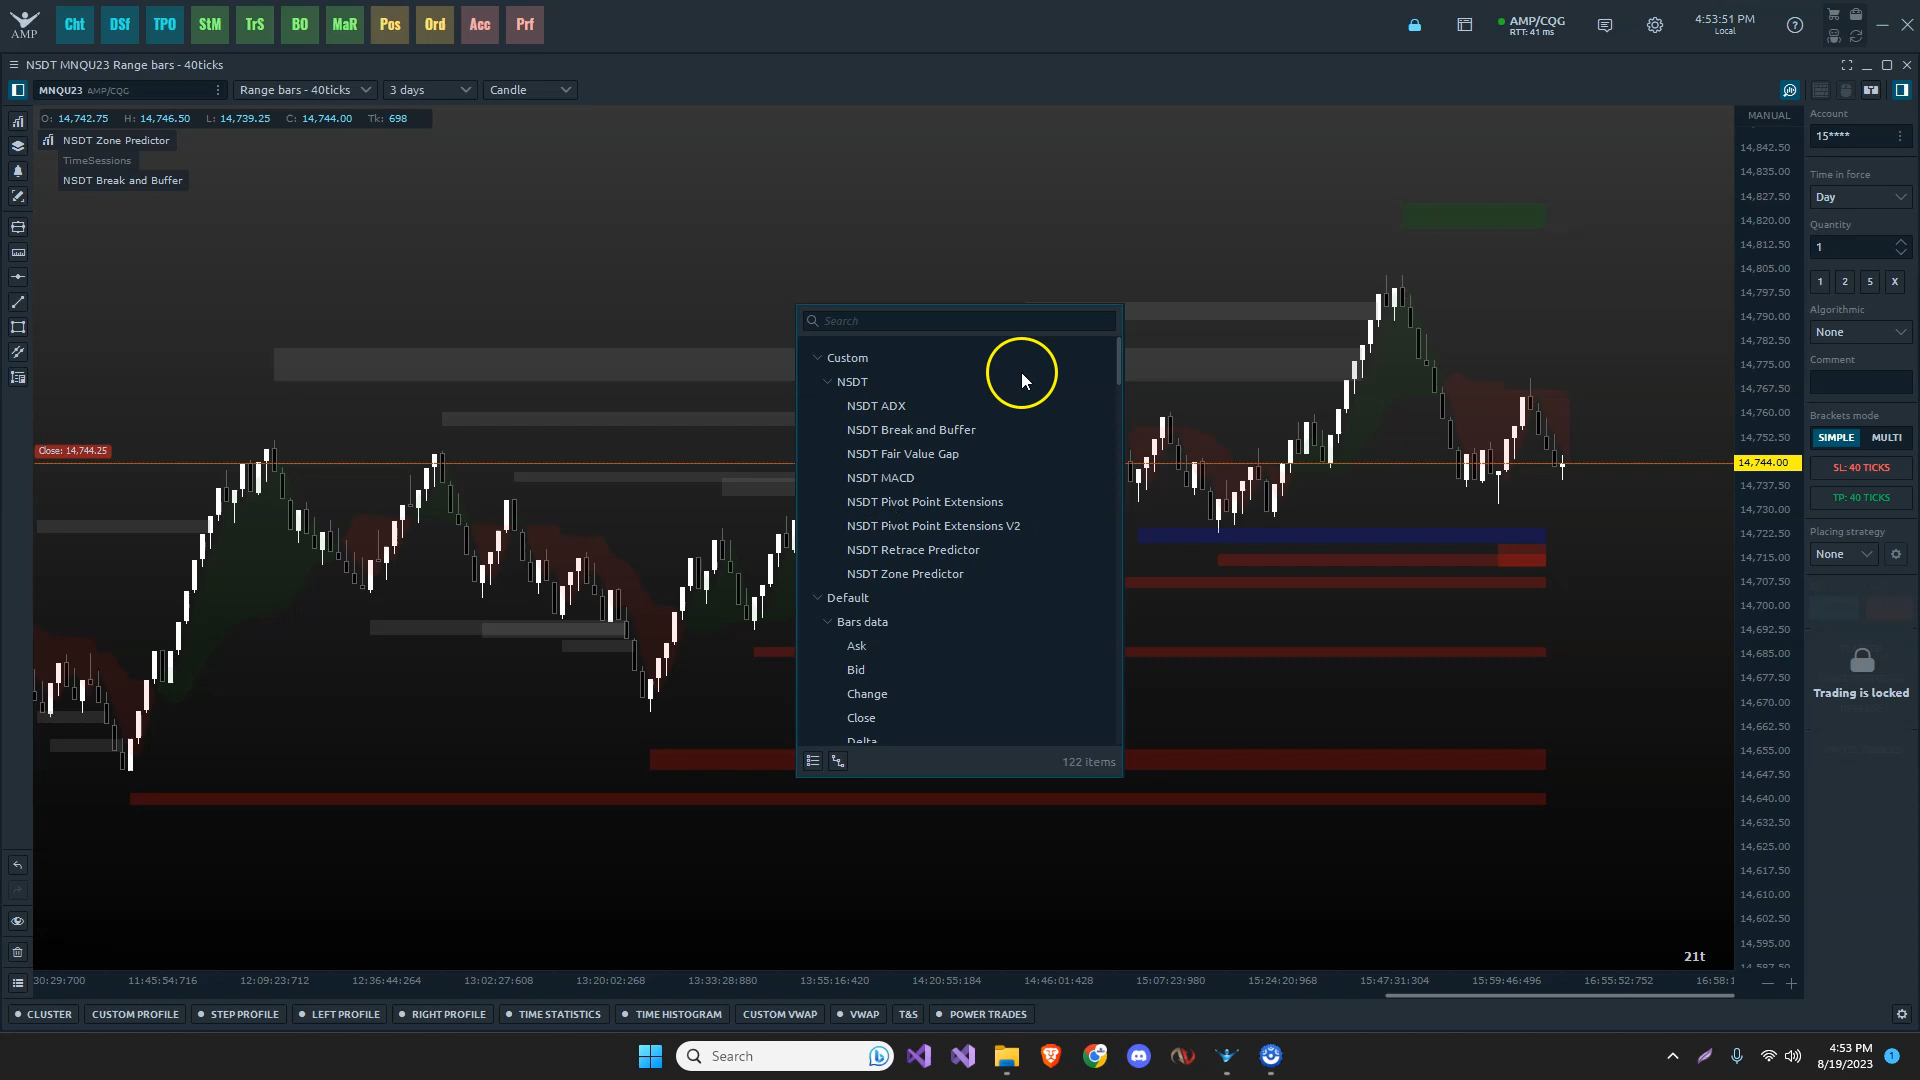 AMP
Cht DSf TPO StM TrS BO MaR Pos Ord Acc Prf
AMP/CQG
RTT: 41 ms
4:53:51 PM
Local
NSDT MNQU23 Range bars - 40ticks
MNQU23 AMP/CQG
Range bars - 40ticks
3 days
Candle
O: 14,742.75 H: 14,746.50 L: 14,739.25 C: 14,744.00 Tk: 698
NSDT Zone Predictor
TimeSessions
NSDT Break and Buffer
Close: 14,744.25
Search
Custom
NSDT
NSDT ADX
NSDT Break and Buffer
NSDT Fair Value Gap
NSDT MACD
NSDT Pivot Point Extensions
NSDT Pivot Point Extensions V2
NSDT Retrace Predictor
NSDT Zone Predictor
Default
Bars data
Ask
Bid
Change
Close
Delta
122 items
MANUAL
14,842.50
14,835.00
14,827.50
14,820.00
14,812.50
14,805.00
14,797.50
14,790.00
14,782.50
14,775.00
14,767.50
14,760.00
14,752.50
14,744.00
14,737.50
14,730.00
14,722.50
14,715.00
14,707.50
14,700.00
14,692.50
14,685.00
14,677.50
14,670.00
14,662.50
14,655.00
14,647.50
14,640.00
14,632.50
14,625.00
14,617.50
14,610.00
14,602.50
14,595.00
14,587.50
Account
15****
Time in force
Day
Quantity
1
1 2 5 X
Algorithmic
None
Comment
Brackets mode
SIMPLE MULTI
SL: 40 TICKS
TP: 40 TICKS
Placing strategy
None
Trading is locked
21t
30:29:700 11:45:54:716 12:09:23:712 12:36:44:264 13:02:27:608 13:20:02:268 13:33:28:880 13:55:16:420 14:20:55:184 14:46:01:428 15:07:23:980 15:24:20:968 15:47:31:304 15:59:46:496 16:55:52:752 16:58:1
CLUSTER CUSTOM PROFILE STEP PROFILE LEFT PROFILE RIGHT PROFILE TIME STATISTICS TIME HISTOGRAM CUSTOM VWAP VWAP T&S POWER TRADES
Search
4:53 PM
8/19/2023
1